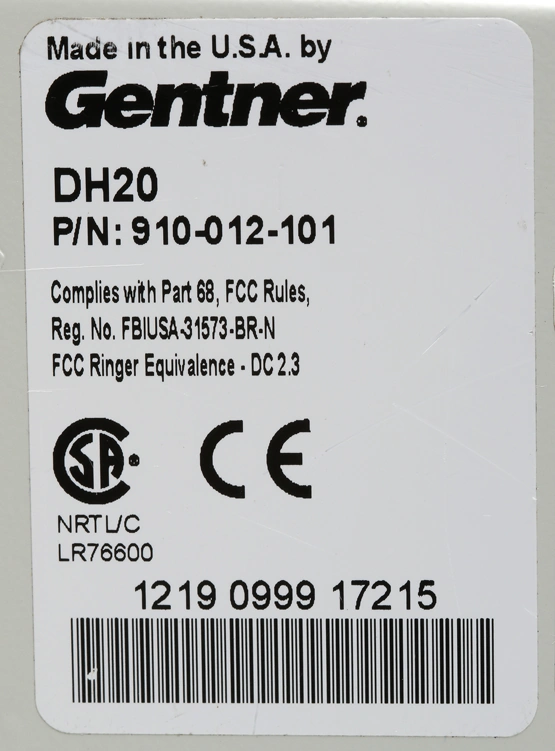 Made in the U.S.A. by
Gentner.
DH20
P/N: 910-012-101
Complies with Part 68, FCC Rules,
Reg. No. FBIUSA-31573-BR-N
FCC Ringer Equivalence - DC 2.3
SA
CE
NRTL/C
LR76600
1219 0999 17215